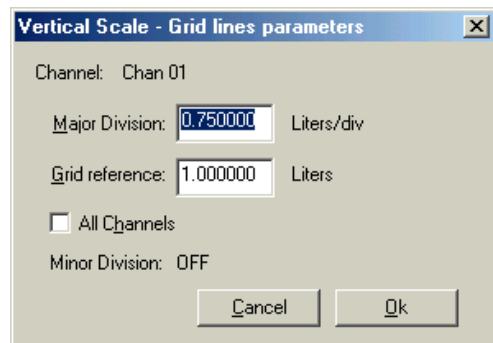 Vertical Scale - Grid lines parameters
Channel: Chan 01
Major Division: 0.750000 Liters/div
Grid reference: 1.000000 Liters
All Channels
Minor Division: OFF
Cancel Ok